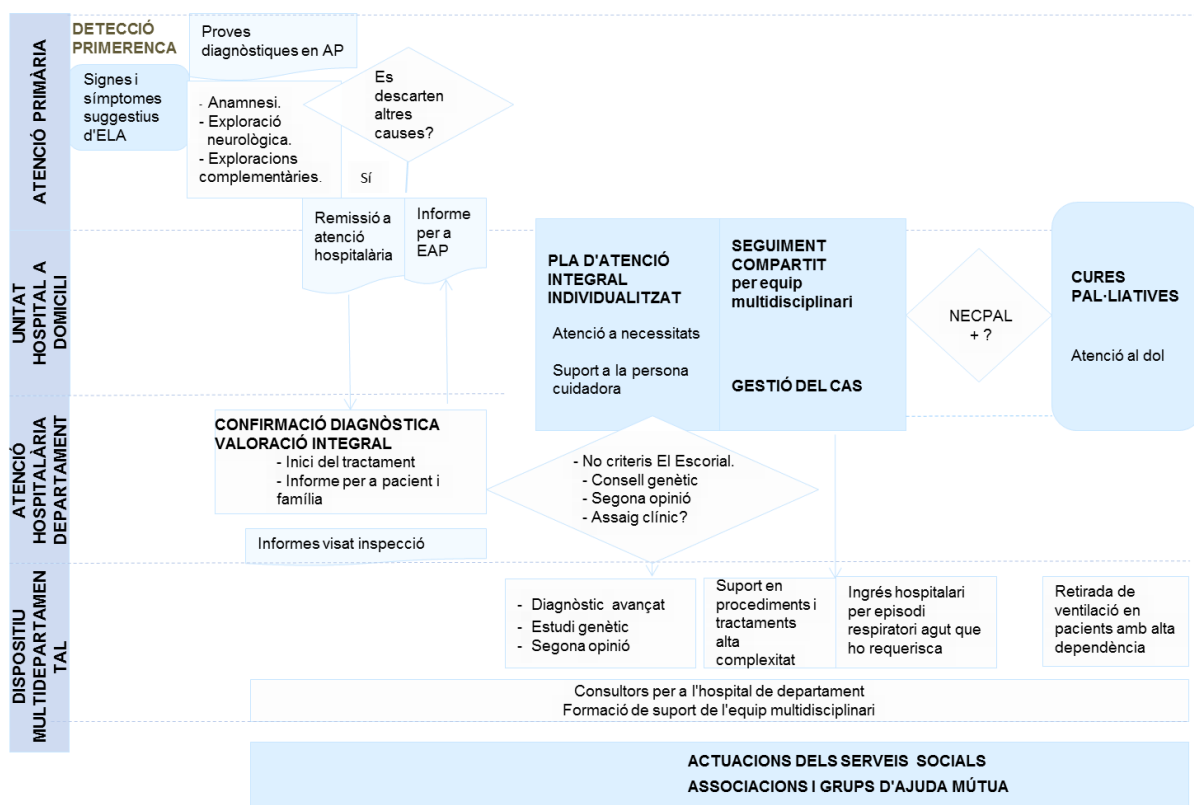 ATENCIÓ PRIMÀRIA
DETECCIÓ
PRIMERENCA
Signes i
símptomes
suggestius
d'ELA
Proves
diagnòstiques en AP
- Anamnesi.
- Exploració
neurològica.
- Exploracions
complementàries.
Es
descarten
altres
causes?
Sí
Remissió a
atenció
hospitalària
Informe
per a
EAP
UNITAT
HOSPITAL A
DOMICILI
PLA D'ATENCIÓ
INTEGRAL
INDIVIDUALITZAT
Atenció a necessitats
Suport a la persona
cuidadora
SEGUIMENT
COMPARTIT
per equip
multidisciplinari
GESTIÓ DEL CAS
NECPAL
+ ?
CURES
PAL·LIATIVES
Atenció al dol
ATENCIÓ
HOSPITALÀRIA
DEPARTAMENT
CONFIRMACIÓ DIAGNÒSTICA
VALORACIÓ INTEGRAL
- Inici del tractament
- Informe per a pacient i
família
Informes visat inspecció
- No criteris El Escorial.
- Consell genètic
- Segona opinió
- Assaig clínic?
DISPOSITIU
MULTIDEPARTAMEN
TAL
- Diagnòstic avançat
- Estudi genètic
- Segona opinió
Suport en
procediments i
tractaments
alta
complexitat
Ingrés hospitalari
per episodi
respiratori agut que
ho requerisca
Retirada de
ventilació en
pacients amb alta
dependència
Consultors per a l'hospital de departament
Formació de suport de l'equip multidisciplinari
ACTUACIONS DELS SERVEIS SOCIALS
ASSOCIACIONS I GRUPS D'AJUDA MÚTUA